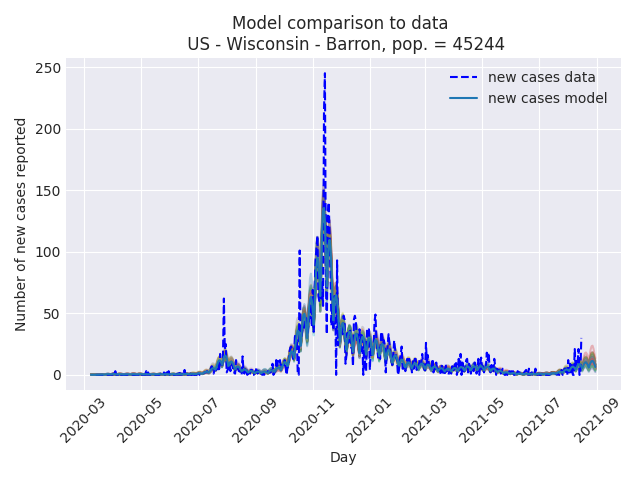 Model comparison to data
US - Wisconsin - Barron, pop. = 45244
new cases data
new cases model
Number of new cases reported
250
200
150
100
50
0
2020-03
2020-05
2020-07
2020-09
2020-11
2021-01
2021-03
2021-05
2021-07
2021-09
Day